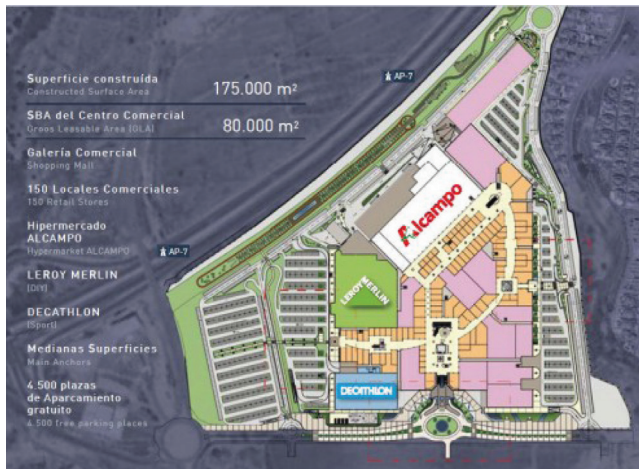 Superficie construída 175.000 m²
Constructed Surface Area
AP-7
SBA del Centro Comercial 80.000 m²
Groos Leasable Area (GLA)
Galería Comercial
Shopping Mall
150 Locales Comerciales
150 Retail Stores
Hipermercado
ALCAMPO
Hypermarket ALCAMPO
Alcampo
AP-7
LEROY MERLIN
(DIY)
LEROY MERLIN
DECATHLON
(Sport)
Medianas Superficies
Main Anchors
DECATHLON
4.500 plazas
de Aparcamiento
gratuito
4.500 free parking places